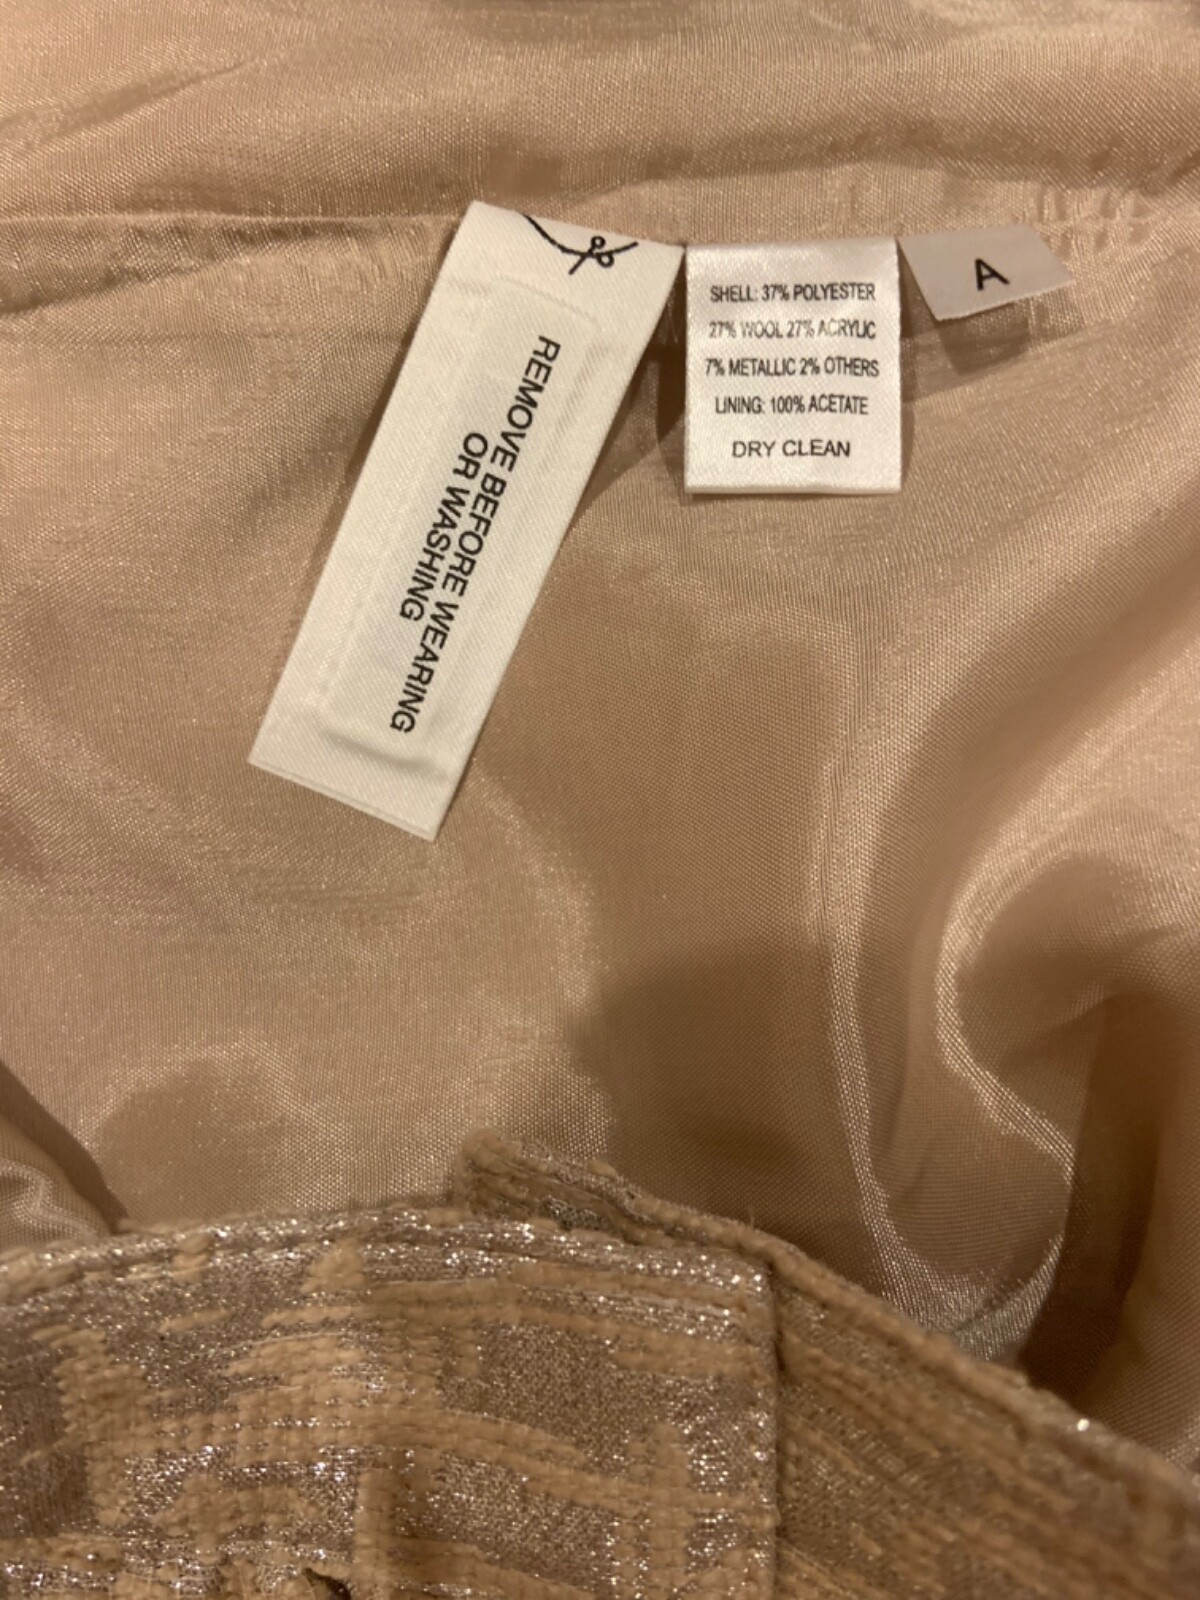 REMOVE BEFORE WEARING
OR WASHING
SHELL: 37% POLYESTER
27% WOOL 27% ACRYLIC
7% METALLIC 2% OTHERS
LINING: 100% ACETATE
DRY CLEAN
A